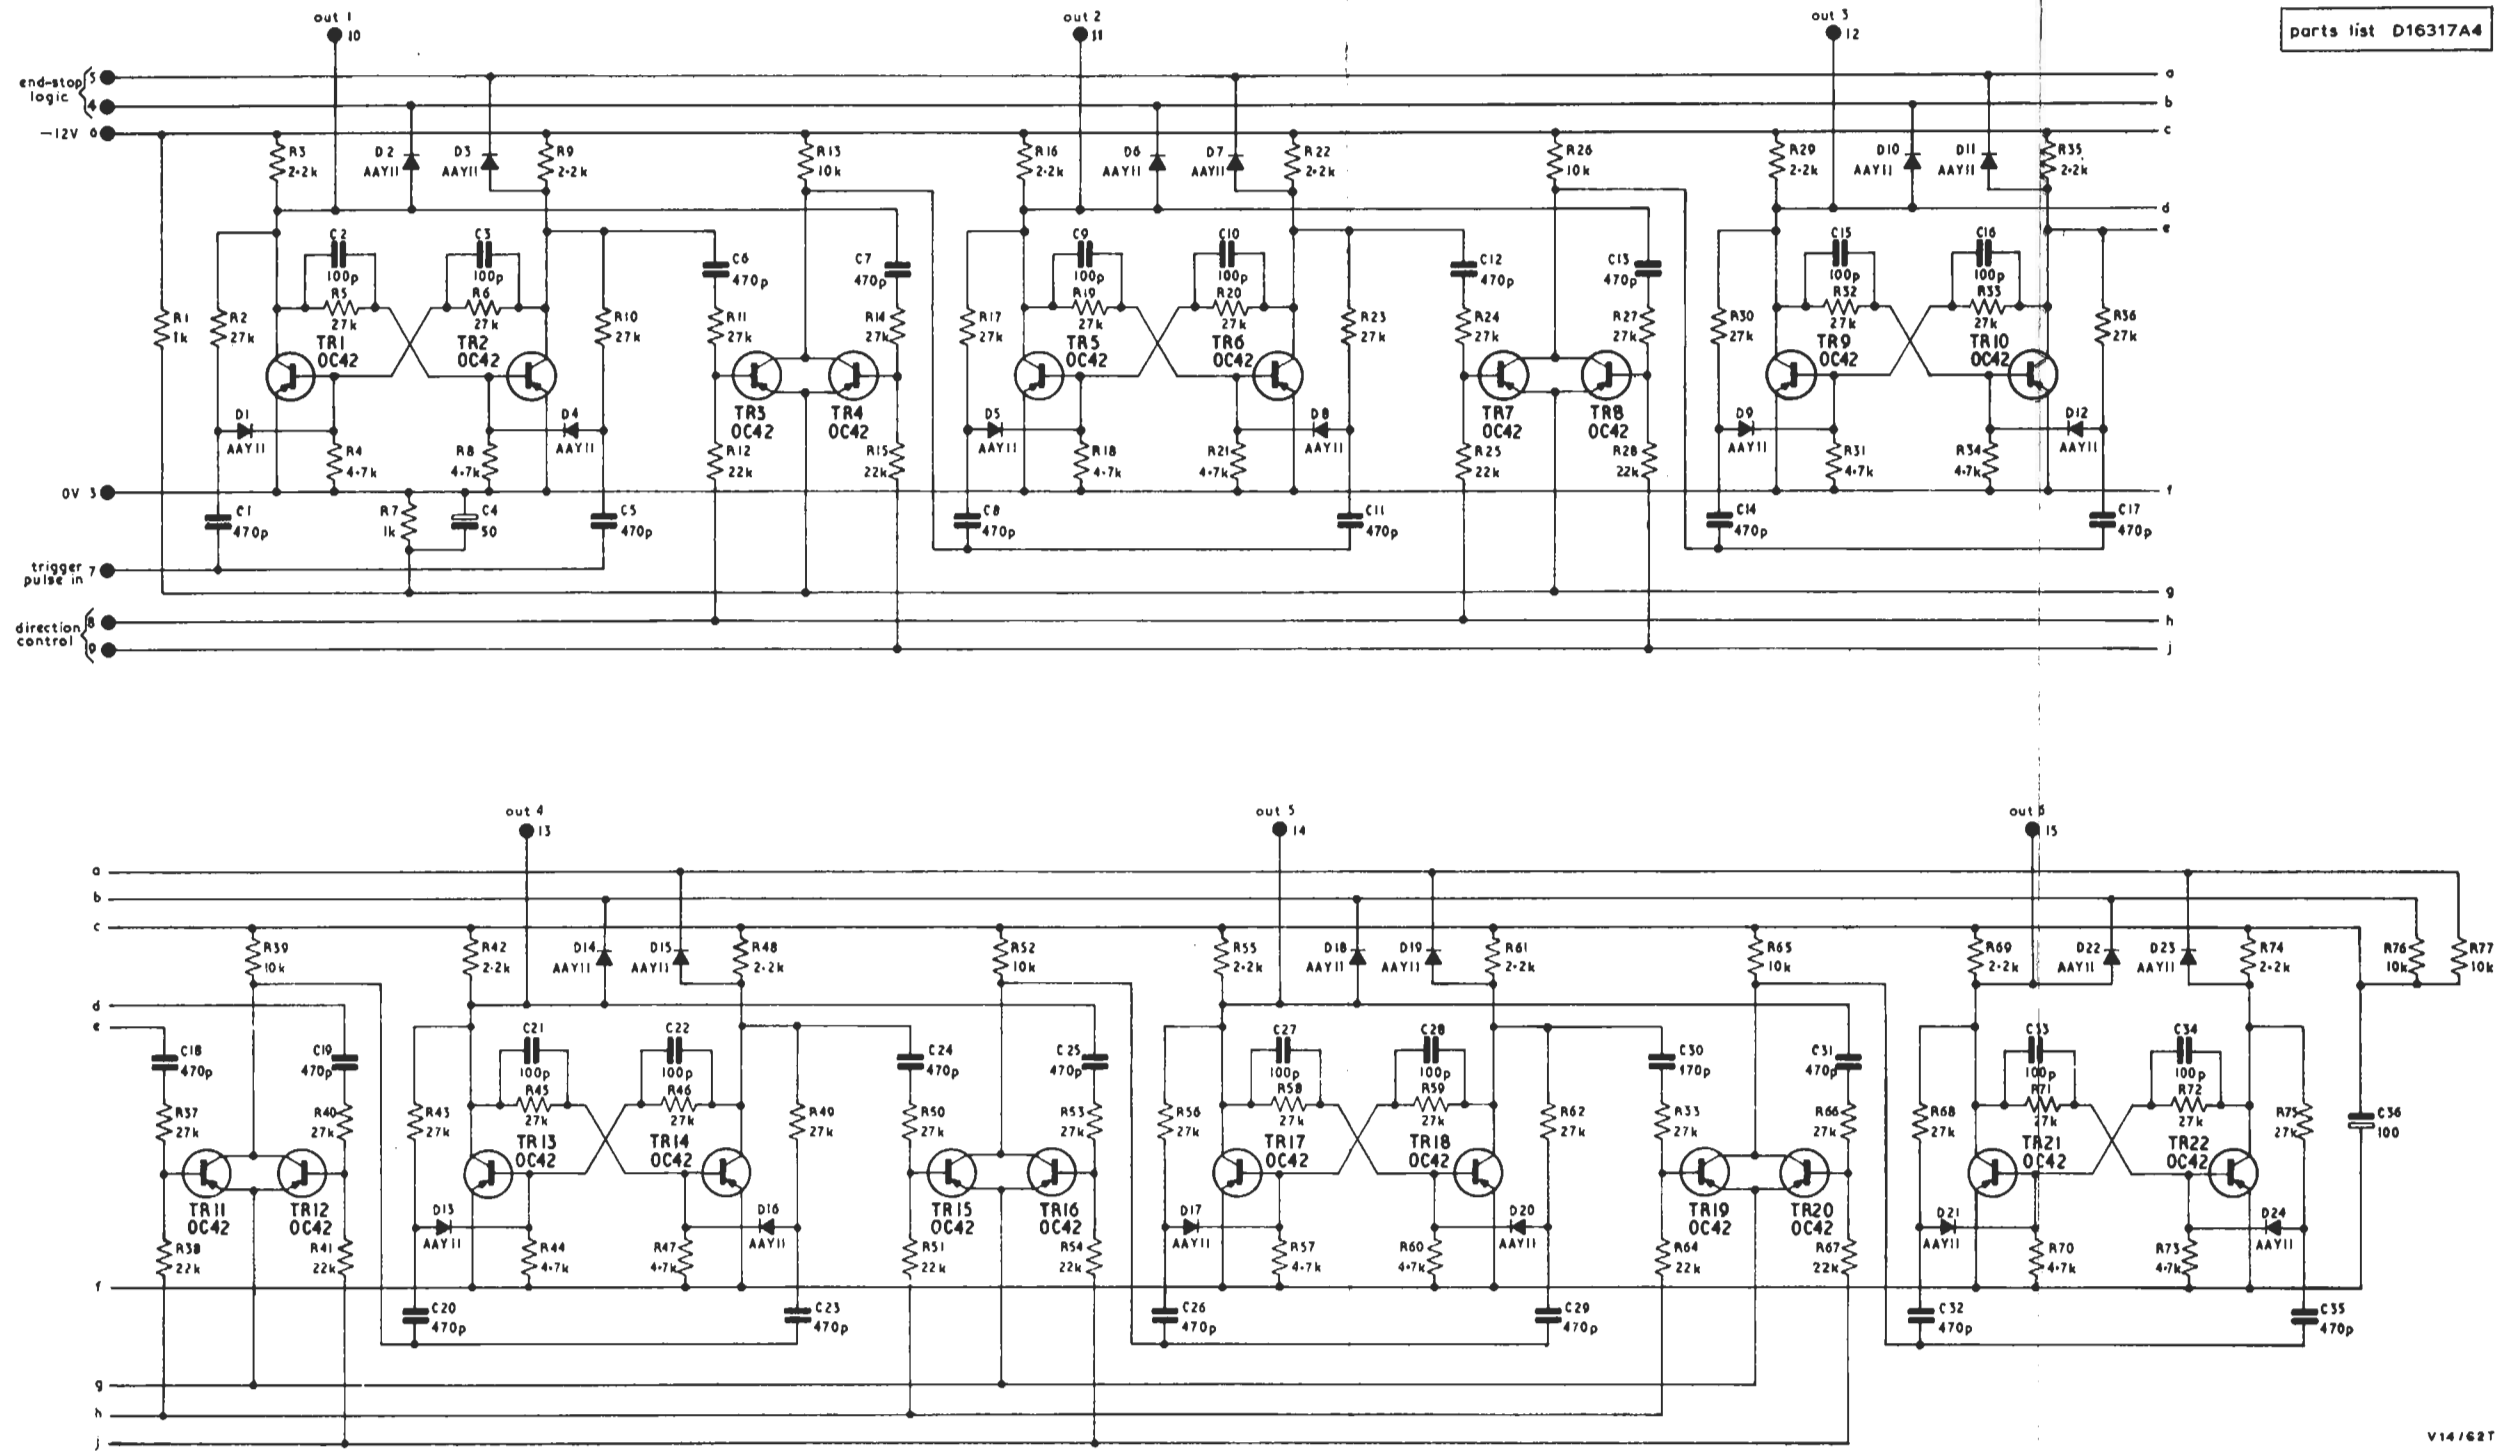 out 1
10
out 2
11
out 3
12
parts list D16317A4
end-stop logic
5
a
4
b
-12V 6
c
R3 2.2k
D2 AAY11
D3 AAY11
R9 2.2k
R13 10k
R16 2.2k
D6 AAY11
D7 AAY11
R22 2.2k
R26 10k
R29 2.2k
D10 AAY11
D11 AAY11
R35 2.2k
d
e
C2 100p
C3 100p
C6 470p
C7 470p
C9 100p
C10 100p
C12 470p
C13 470p
C15 100p
C16 100p
R1 1k
R2 27k
R5 27k
R6 27k
R10 27k
R11 27k
R14 27k
R17 27k
R19 27k
R20 27k
R23 27k
R24 27k
R27 27k
R30 27k
R32 27k
R33 27k
R36 27k
TR1 OC42
TR2 OC42
TR5 OC42
TR6 OC42
TR9 OC42
TR10 OC42
TR3 OC42
TR4 OC42
TR7 OC42
TR8 OC42
D1 AAY11
D4 AAY11
D5 AAY11
D8 AAY11
D9 AAY11
D12 AAY11
R4 4.7k
R8 4.7k
R12 22k
R15 22k
R18 4.7k
R21 4.7k
R25 22k
R28 22k
R31 4.7k
R34 4.7k
0V 3
f
C1 470p
R7 1k
C4 50
C5 470p
C8 470p
C11 470p
C14 470p
C17 470p
trigger pulse in 7
g
direction control
8
h
9
j
out 4
13
out 5
14
out 6
15
a
b
c
R39 10k
R42 2.2k
D14 AAY11
D15 AAY11
R48 2.2k
R52 10k
R55 2.2k
D18 AAY11
D19 AAY11
R61 2.2k
R65 10k
R69 2.2k
D22 AAY11
D23 AAY11
R74 2.2k
R76 10k
R77 10k
d
e
C18 470p
C19 470p
C21 100p
C22 100p
C24 470p
C25 470p
C27 100p
C28 100p
C30 170p
C31 470p
C33 100p
C34 100p
R37 27k
R40 27k
R43 27k
R45 27k
R46 27k
R49 27k
R50 27k
R53 27k
R56 27k
R58 27k
R59 27k
R62 27k
R33 27k
R66 27k
R68 27k
R71 27k
R72 27k
R75 27k
C36 100
TR13 OC42
TR14 OC42
TR17 OC42
TR18 OC42
TR21 OC42
TR22 OC42
TR11 OC42
TR12 OC42
TR15 OC42
TR16 OC42
TR19 OC42
TR20 OC42
D13 AAY11
D16 AAY11
D17 AAY11
D20 AAY11
D21 AAY11
D24 AAY11
R38 22k
R41 22k
R44 4.7k
R47 4.7k
R51 22k
R54 22k
R57 4.7k
R60 4.7k
R64 22k
R67 22k
R70 4.7k
R73 4.7k
f
C20 470p
C23 470p
C26 470p
C29 470p
C32 470p
C35 470p
g
h
j
V14/62T